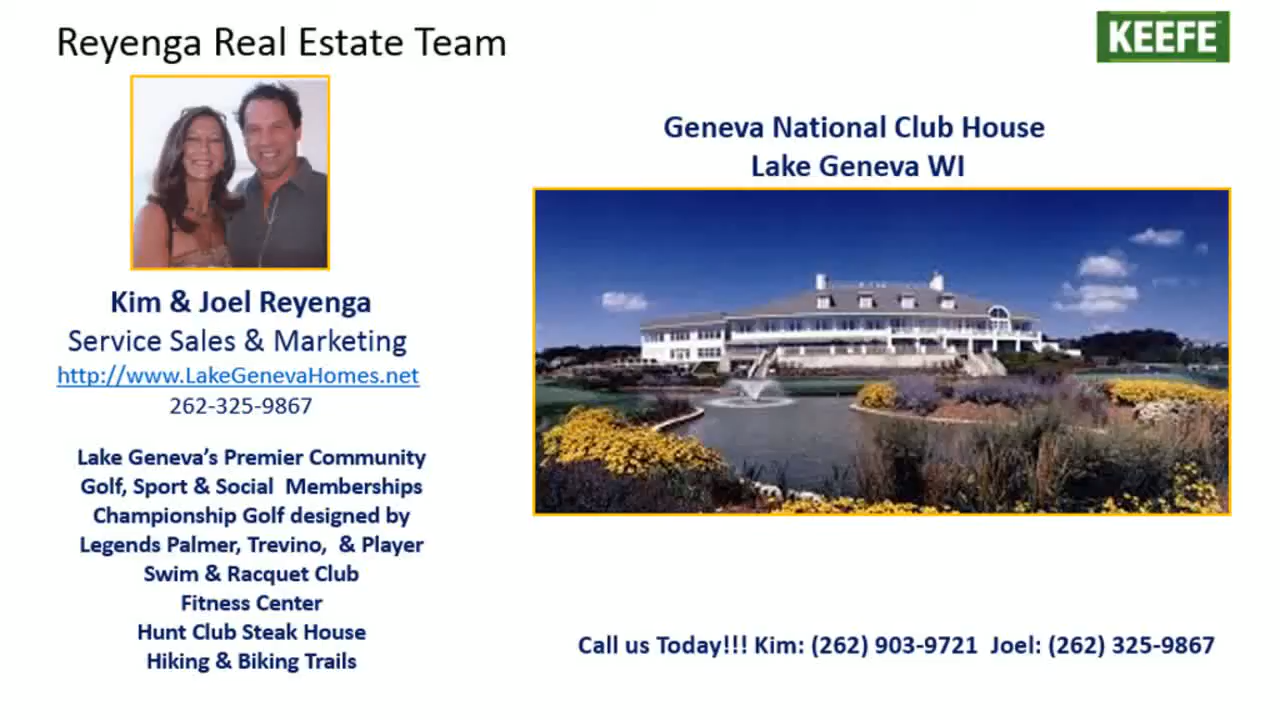 Reyenga Real Estate Team
KEEFE
Geneva National Club House
Lake Geneva WI
Kim & Joel Reyenga
Service Sales & Marketing
http://www.LakeGenevaHomes.net
262-325-9867
Lake Geneva’s Premier Community
Golf, Sport & Social  Memberships
Championship Golf designed by
Legends Palmer, Trevino,  & Player
Swim & Racquet Club
Fitness Center
Hunt Club Steak House
Hiking & Biking Trails
Call us Today!!! Kim: (262) 903-9721  Joel: (262) 325-9867